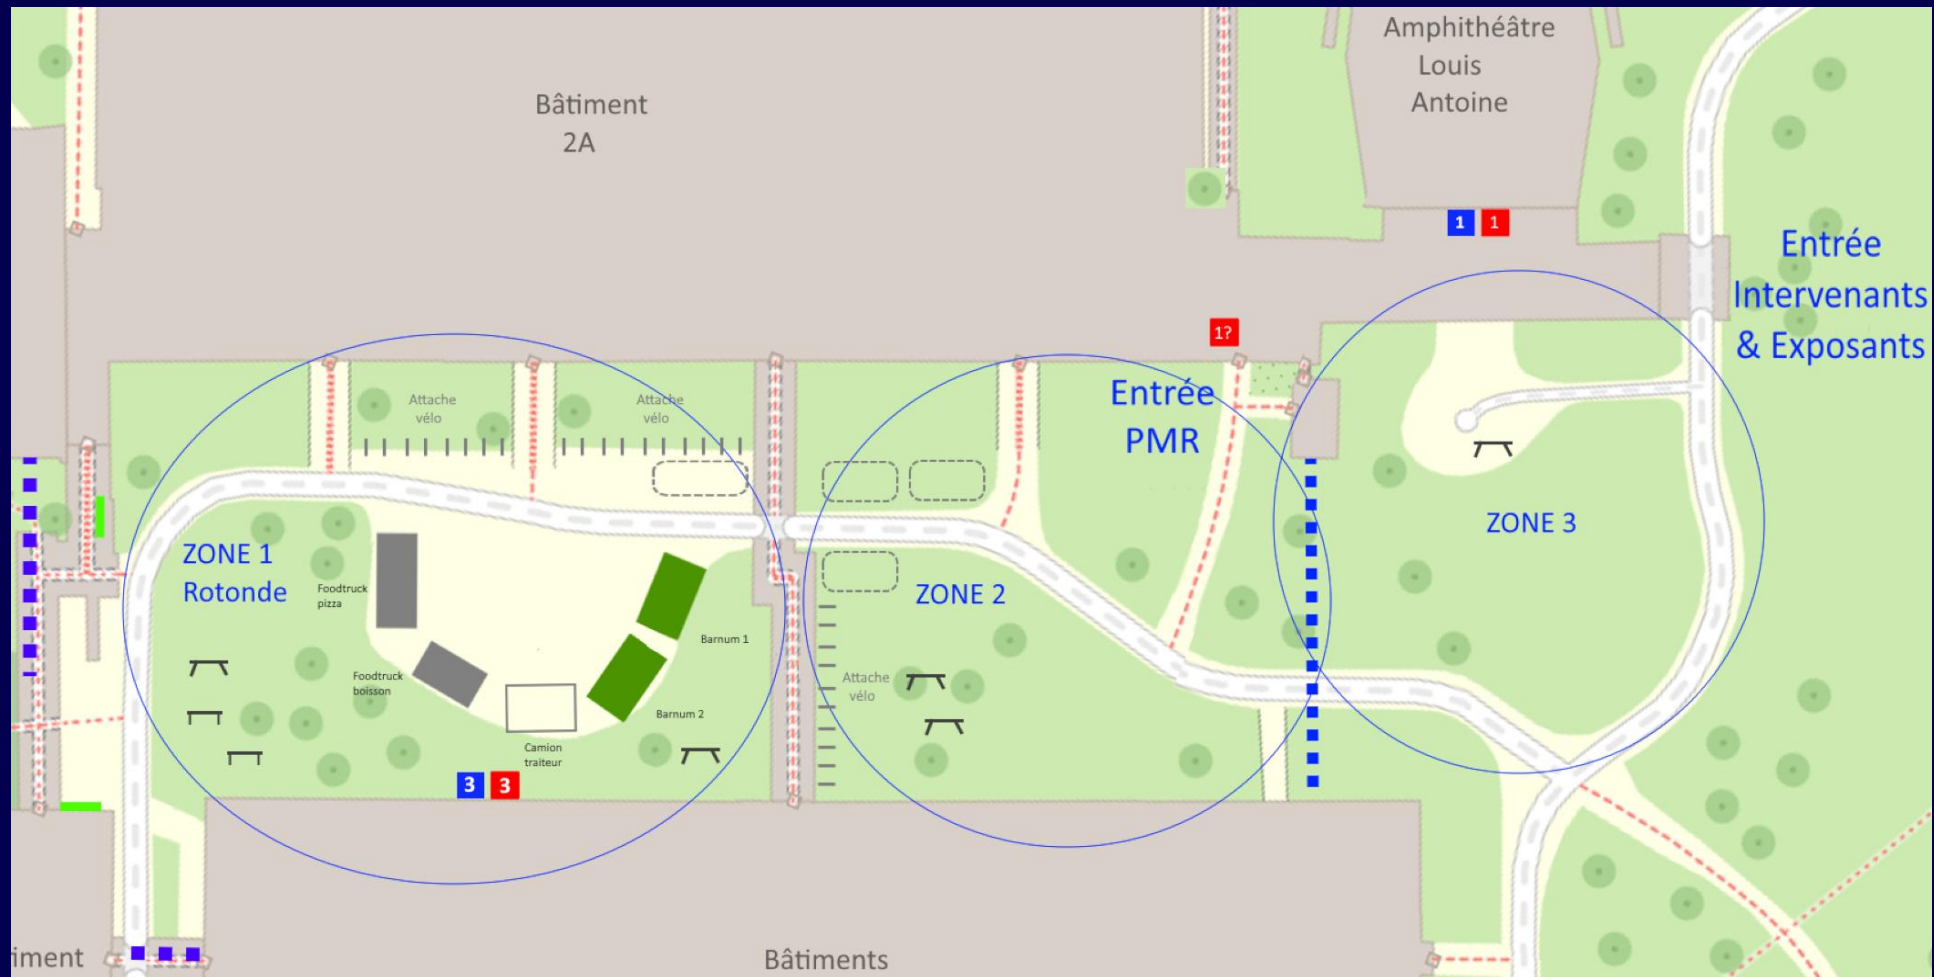 Amphithéâtre
Louis
Antoine
Bâtiment
2A
1 1
Entrée
Intervenants
& Exposants
1?
Entrée
PMR
Attache
vélo
Attache
vélo
ZONE 1
Rotonde
Foodtruck
pizza
Foodtruck
boisson
Barnum 1
Barnum 2
Camion
traiteur
3 3
ZONE 2
Attache
vélo
ZONE 3
iment
Bâtiments